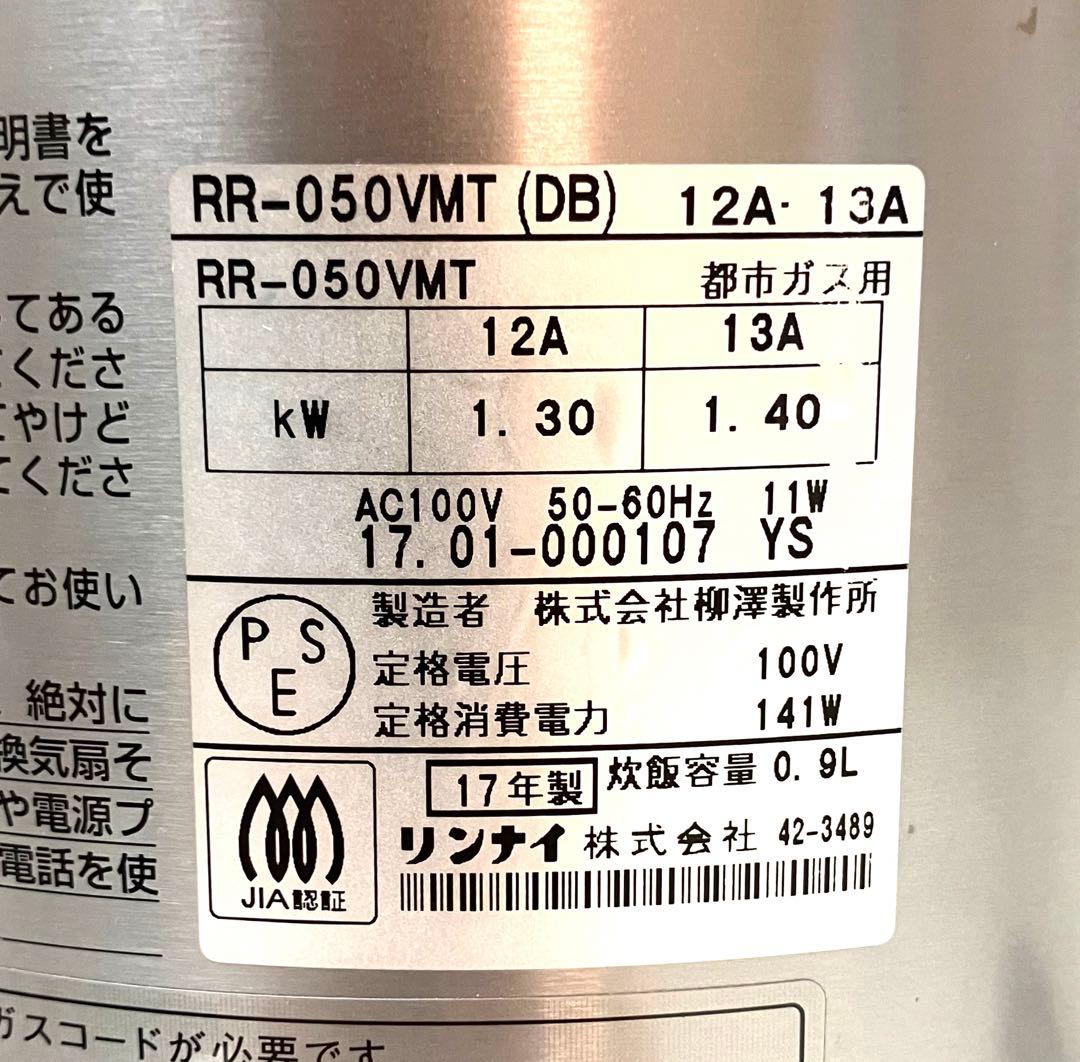 明書を
えで使
てある
ください
てやけど
てくださ
てお使い
絶対に
換気扇そ
や電源プ
電話を使
RR-050VMT (DB) 12A・13A
RR-050VMT 都市ガス用
12A 13A
kW 1.30 1.40
AC100V 50-60Hz 11W
17.01-000107 YS
PSE 製造者 株式会社柳澤製作所
定格電圧 100V
定格消費電力 141W
17年製 炊飯容量 0.9L
リンナイ 株式会社 42-3489
JIA認証
ガスコードが必要です